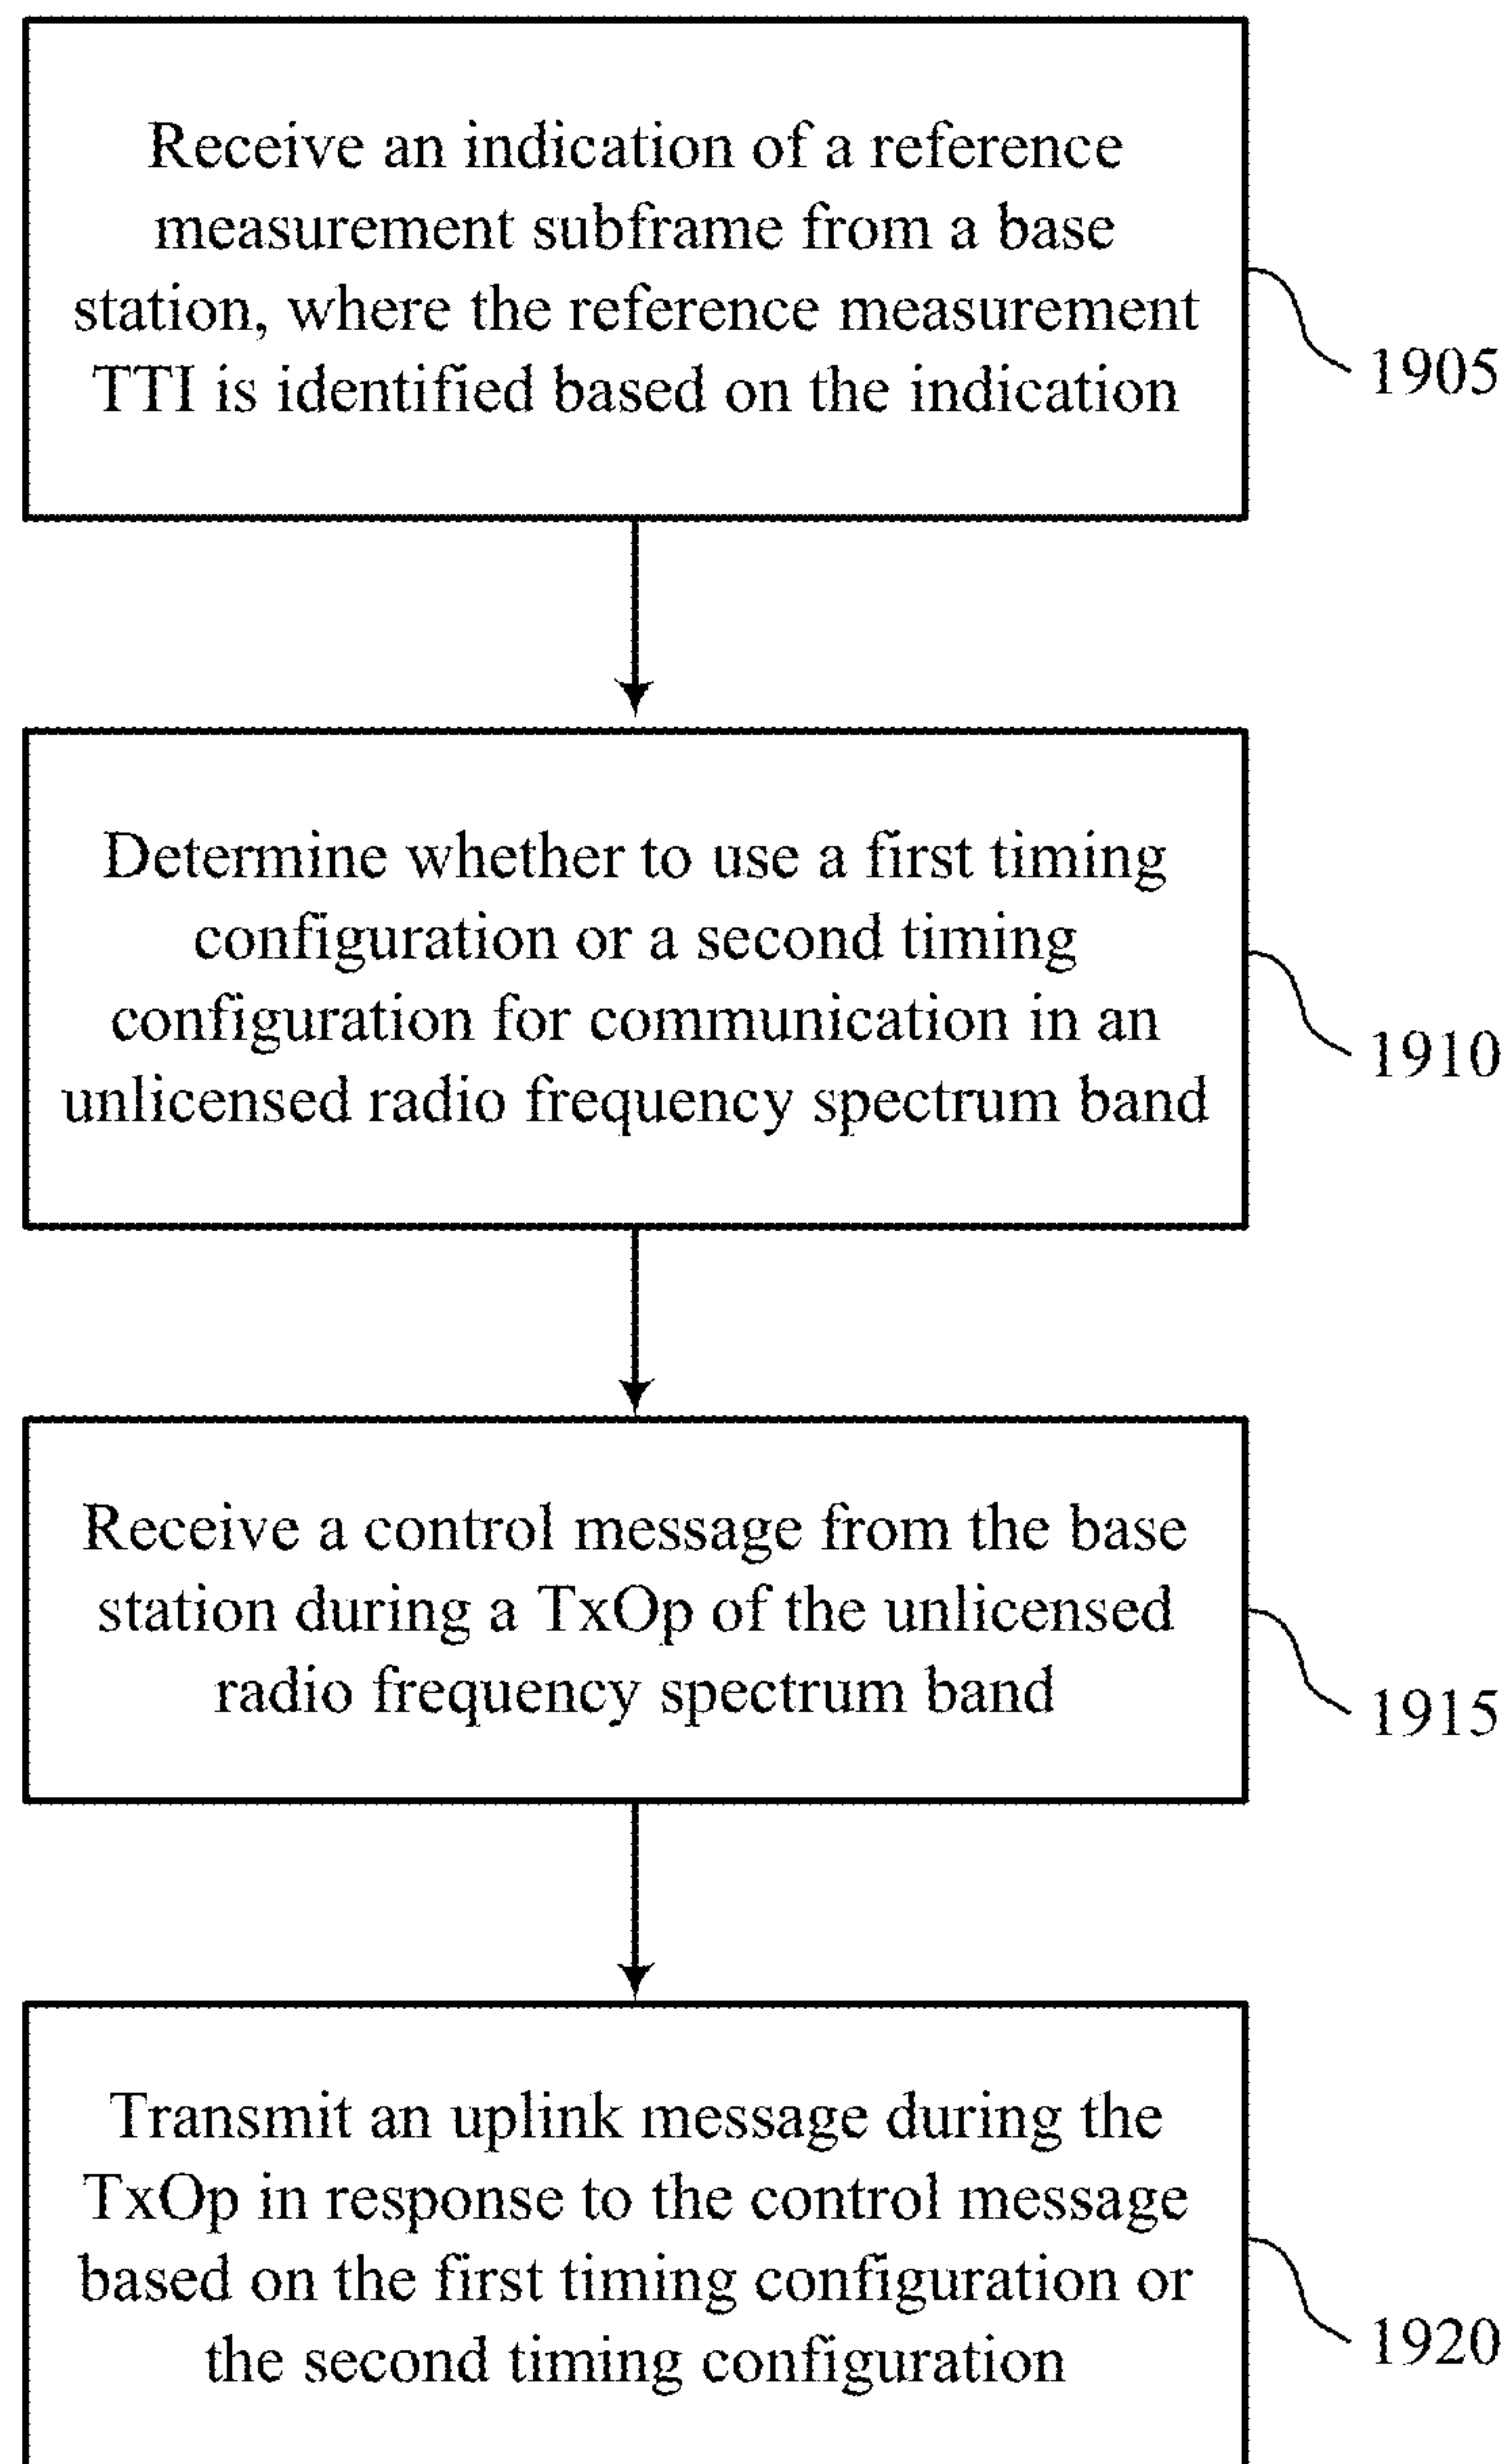 Receive an indication of a reference
measurement subframe from a base
station, where the reference measurement
TTI is identified based on the indication
1905
Determine whether to use a first timing
configuration or a second timing
configuration for communication in an
unlicensed radio frequency spectrum band
1910
Receive a control message from the base
station during a TxOp of the unlicensed
radio frequency spectrum band
1915
Transmit an uplink message during the
TxOp in response to the control message
based on the first timing configuration or
the second timing configuration
1920